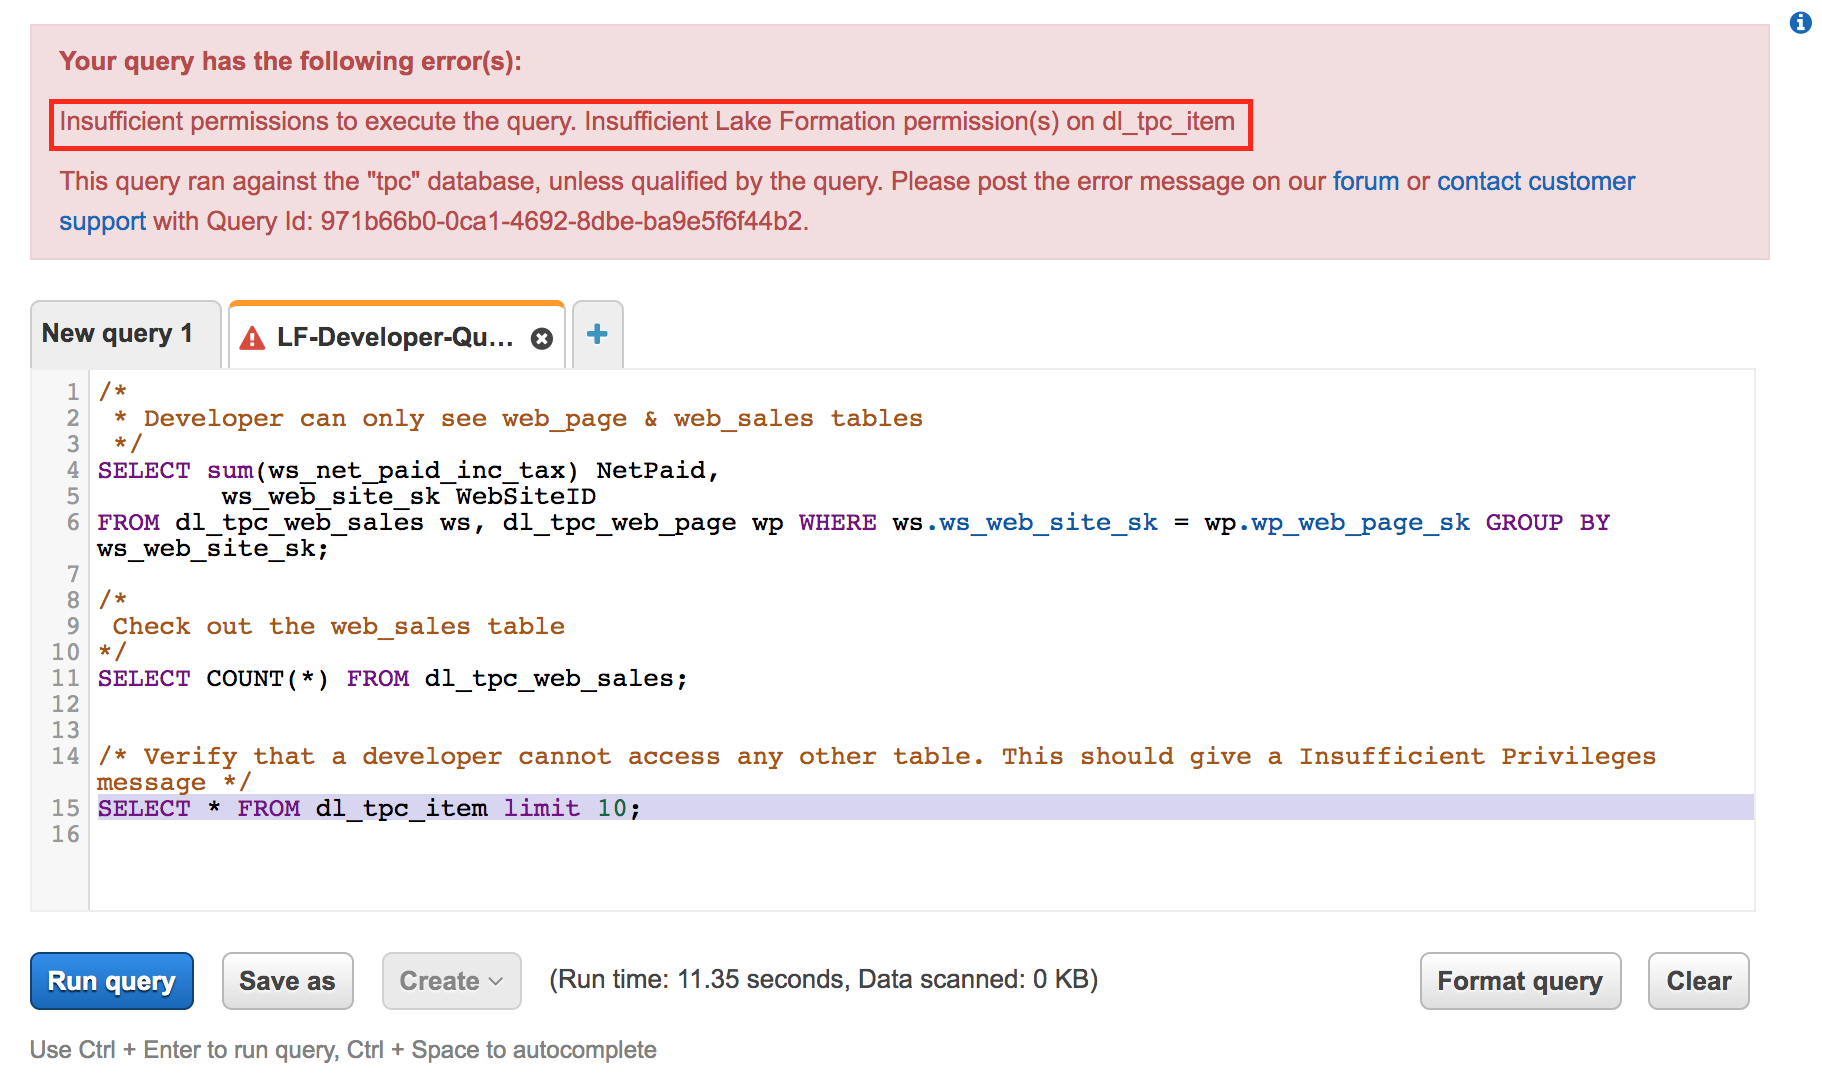 Your query has the following error(s):
Insufficient permissions to execute the query. Insufficient Lake Formation permission(s) on dl_tpc_item
This query ran against the "tpc" database, unless qualified by the query. Please post the error message on our forum or contact customer
support with Query Id: 971b66b0-0ca1-4692-8dbe-ba9e5f6f44b2.
New query 1
LF-Developer-Qu...
1 /*
2  * Developer can only see web_page & web_sales tables
3  */
4 SELECT sum(ws_net_paid_inc_tax) NetPaid,
5         ws_web_site_sk WebSiteID
6 FROM dl_tpc_web_sales ws, dl_tpc_web_page wp WHERE ws.ws_web_site_sk = wp.wp_web_page_sk GROUP BY
ws_web_site_sk;
7
8 /*
9  Check out the web_sales table
10 */
11 SELECT COUNT(*) FROM dl_tpc_web_sales;
12
13
14 /* Verify that a developer cannot access any other table. This should give a Insufficient Privileges
message */
15 SELECT * FROM dl_tpc_item limit 10;
16
Run query
Save as
Create
(Run time: 11.35 seconds, Data scanned: 0 KB)
Format query
Clear
Use Ctrl + Enter to run query, Ctrl + Space to autocomplete